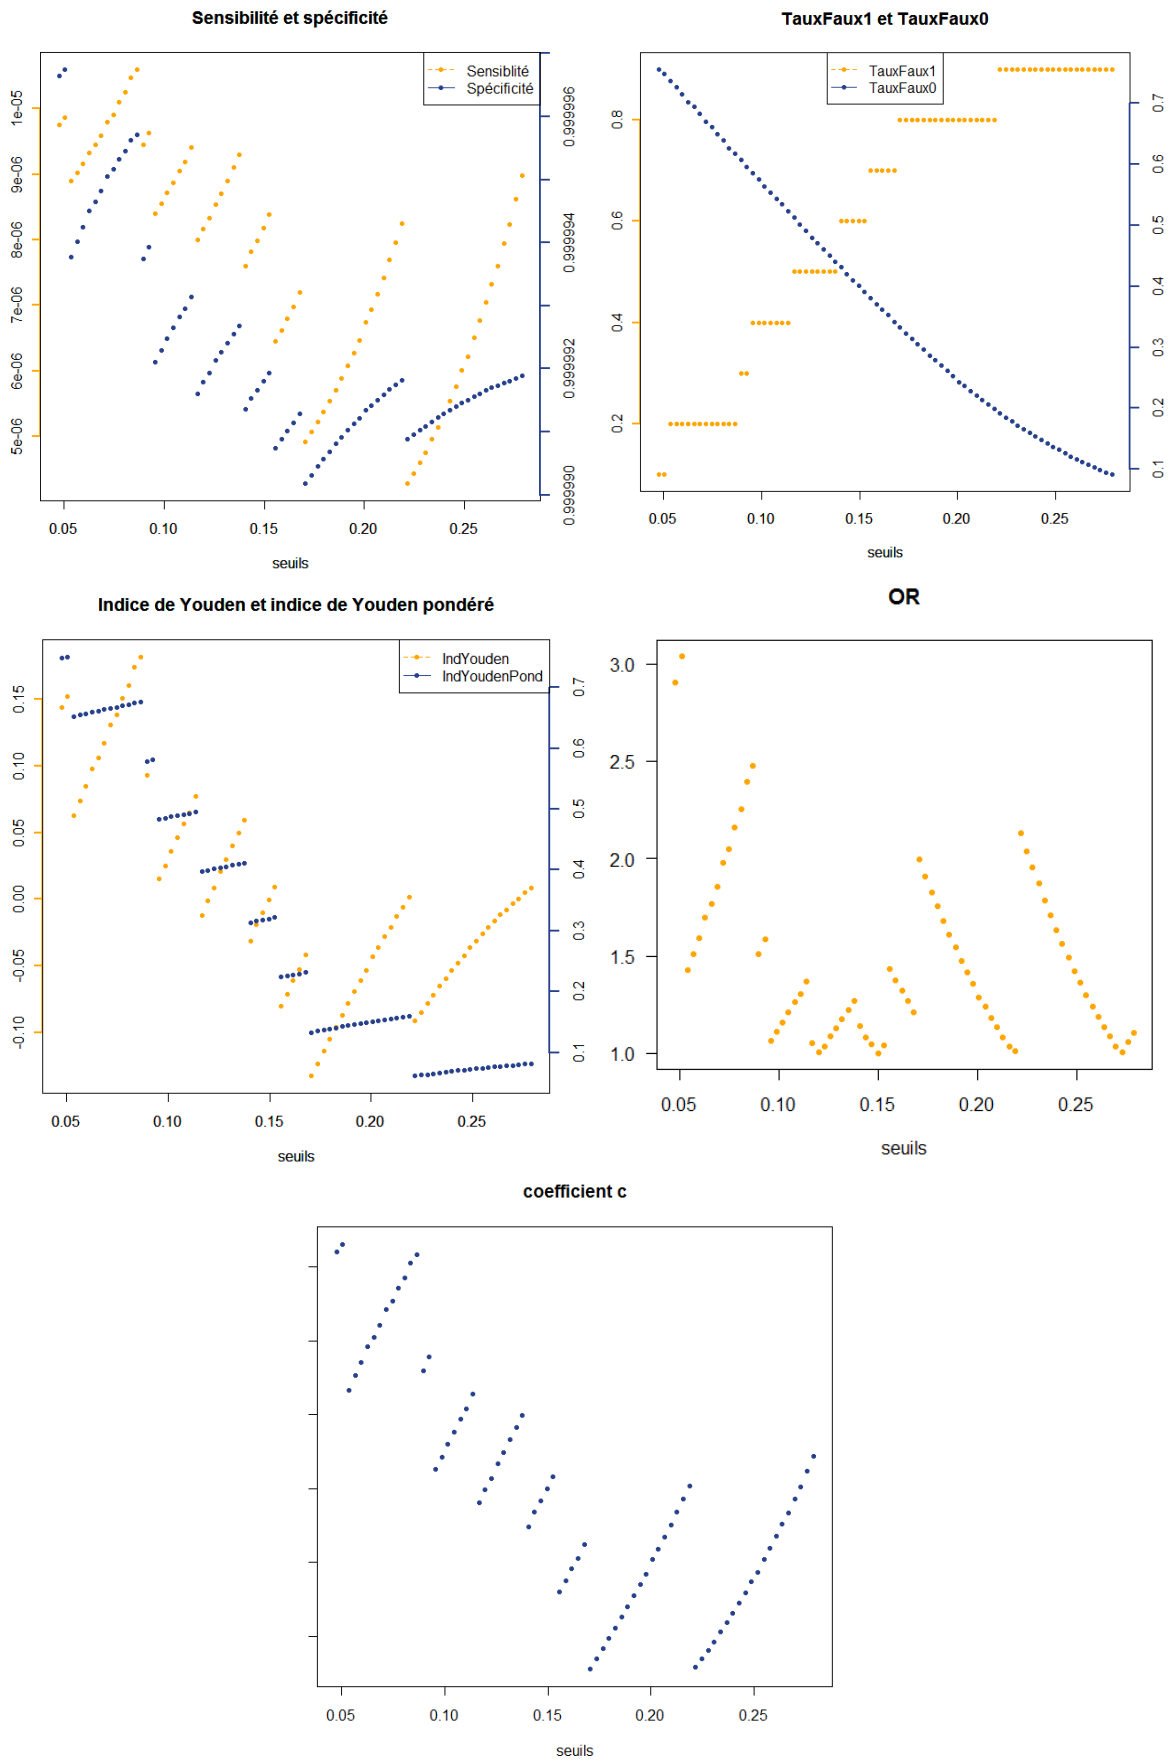 Sensibilité et spécificité
Sensiblité
Spécificité
1e-05
9e-06
8e-06
7e-06
6e-06
5e-06
0.999996
0.999994
0.999992
0.999990
0.05 0.10 0.15 0.20 0.25
seuils
TauxFaux1 et TauxFaux0
TauxFaux1
TauxFaux0
0.8
0.6
0.4
0.2
0.7
0.6
0.5
0.4
0.3
0.2
0.1
0.05 0.10 0.15 0.20 0.25
seuils
Indice de Youden et indice de Youden pondéré
IndYouden
IndYoudenPond
0.15
0.10
0.05
0.00
-0.05
-0.10
0.7
0.6
0.5
0.4
0.3
0.2
0.1
0.05 0.10 0.15 0.20 0.25
seuils
OR
3.0
2.5
2.0
1.5
1.0
0.05 0.10 0.15 0.20 0.25
seuils
coefficient c
0.05 0.10 0.15 0.20 0.25
seuils